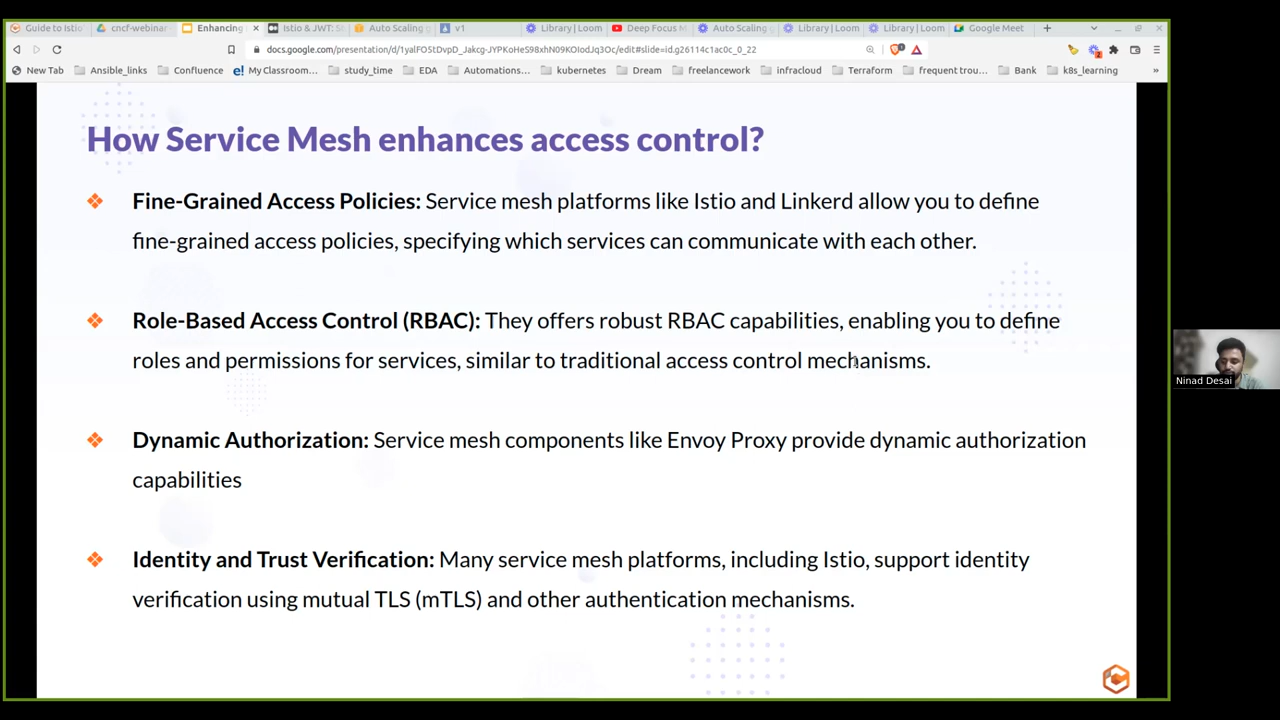 Guide to Istio
cncf-webinar
Enhancing
Istio & JWT: S
Auto Scaling
v1
Library | Loom
Deep Focus M
Auto Scaling
Library | Loom
Library | Loom
Google Meet
docs.google.com/presentation/d/1yalFO5tDvpD_Jakcg-JYPKoHeS98xhN09KOIodJq3Oc/edit#slide=id.g26114c1ac0c_0_22
New Tab
Ansible_links
Confluence
e! My Classroom...
study_time
EDA
Automations...
kubernetes
Dream
freelancework
infracloud
Terraform
frequent trou...
Bank
k8s_learning
»
How Service Mesh enhances access control?
Fine-Grained Access Policies: Service mesh platforms like Istio and Linkerd allow you to define
fine-grained access policies, specifying which services can communicate with each other.
Role-Based Access Control (RBAC): They offers robust RBAC capabilities, enabling you to define
roles and permissions for services, similar to traditional access control mechanisms.
Dynamic Authorization: Service mesh components like Envoy Proxy provide dynamic authorization
capabilities
Identity and Trust Verification: Many service mesh platforms, including Istio, support identity
verification using mutual TLS (mTLS) and other authentication mechanisms.
Ninad Desai